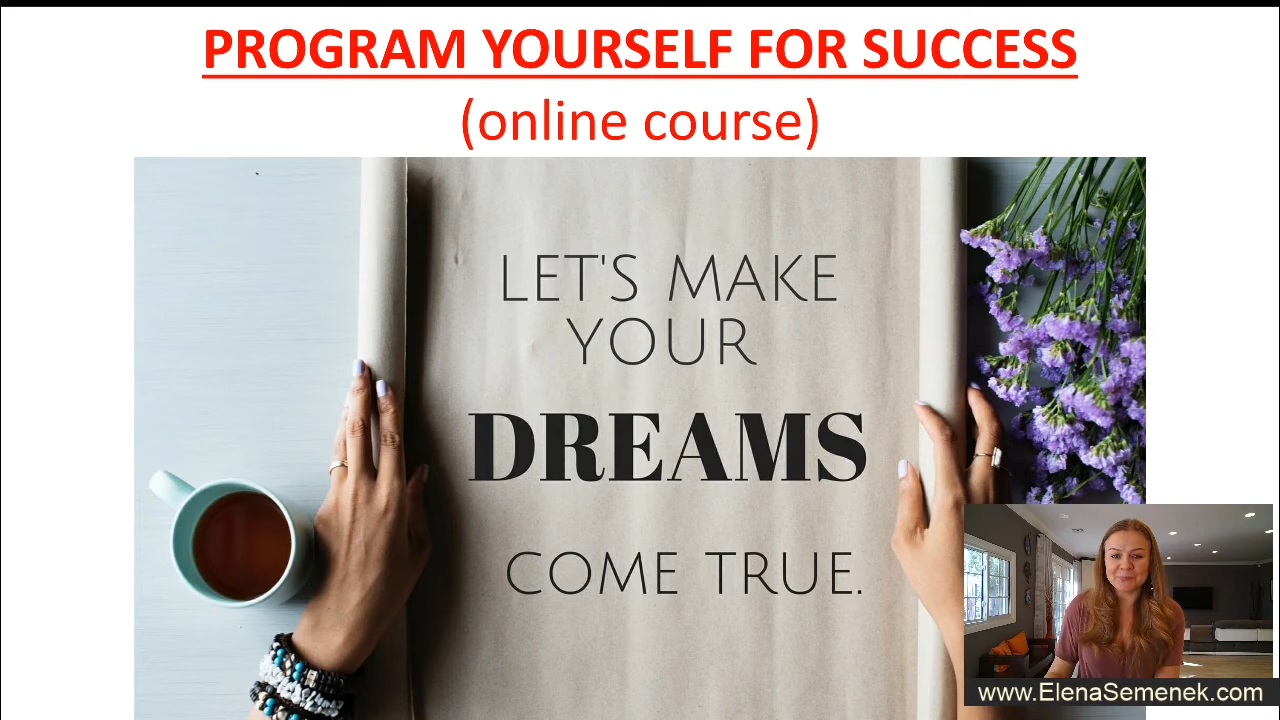 PROGRAM YOURSELF FOR SUCCESS
(online course)
LET'S MAKE
YOUR
DREAMS
COME TRUE.
www.ElenaSemenek.com